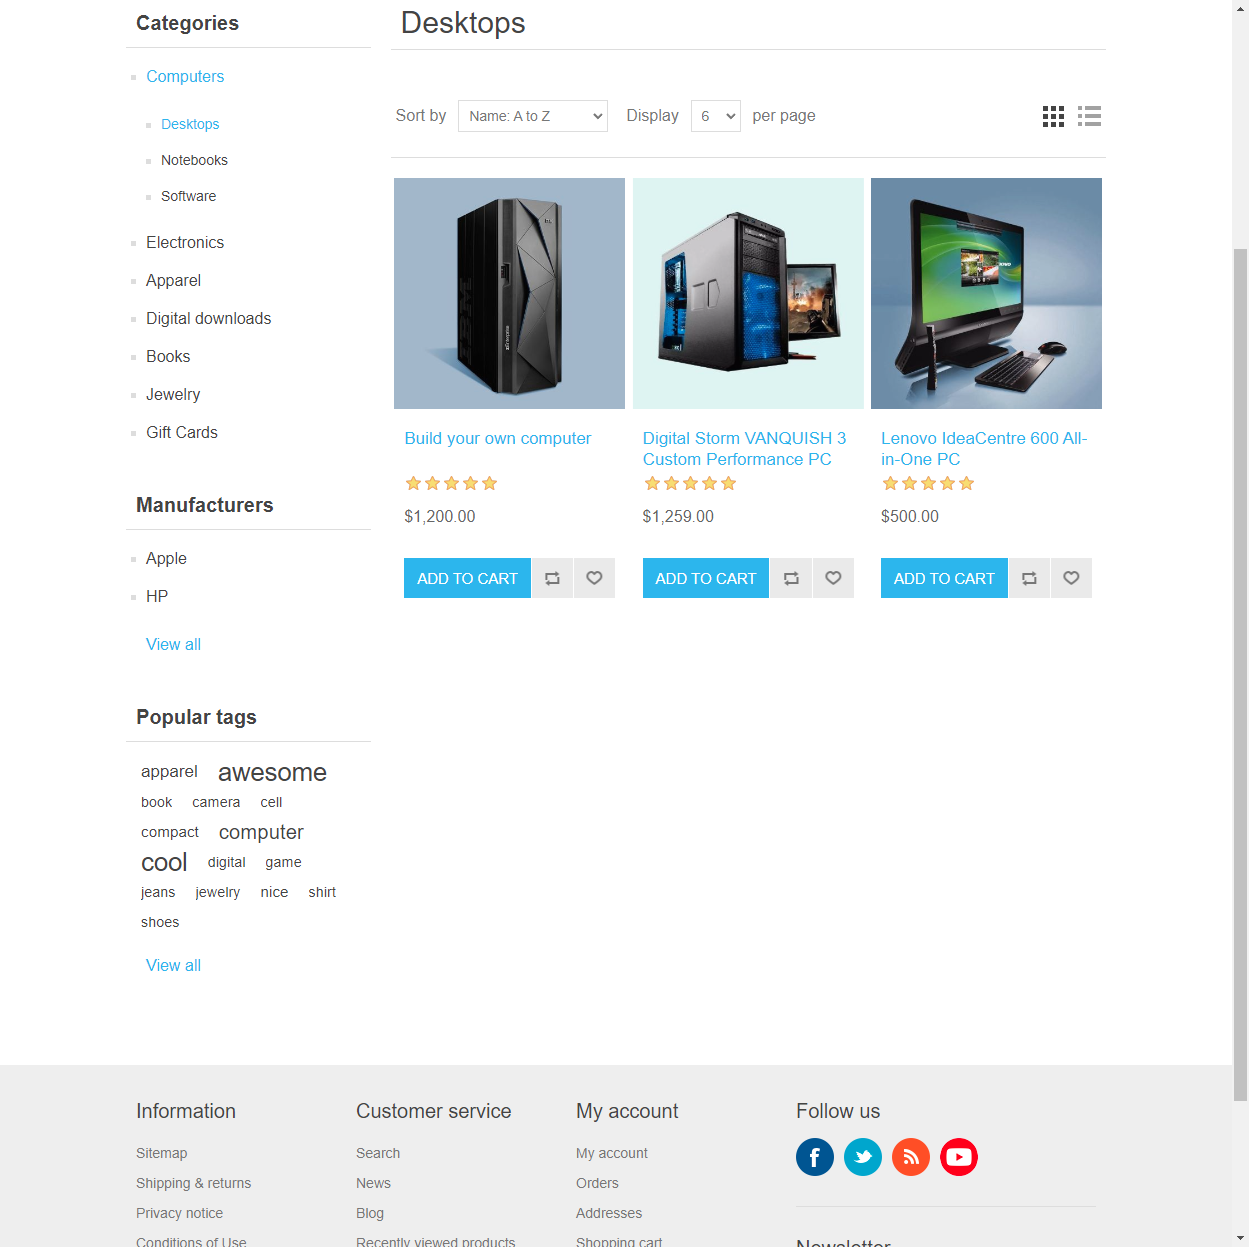 Categories
Computers
Desktops
Notebooks
Software
Electronics
Apparel
Digital downloads
Books
Jewelry
Gift Cards
Manufacturers
Apple
HP
View all
Popular tags
apparel awesome
book camera cell
compact computer
cool digital game
jeans jewelry nice shirt
shoes
View all
Desktops
Sort by Name: A to Z Display 6 per page
Build your own computer
$1,200.00
ADD TO CART
Digital Storm VANQUISH 3
Custom Performance PC
$1,259.00
ADD TO CART
Lenovo IdeaCentre 600 All-
in-One PC
$500.00
ADD TO CART
Information
Sitemap
Shipping & returns
Privacy notice
Conditions of Use
Customer service
Search
News
Blog
Recently viewed products
My account
My account
Orders
Addresses
Shopping cart
Follow us
Newsletter